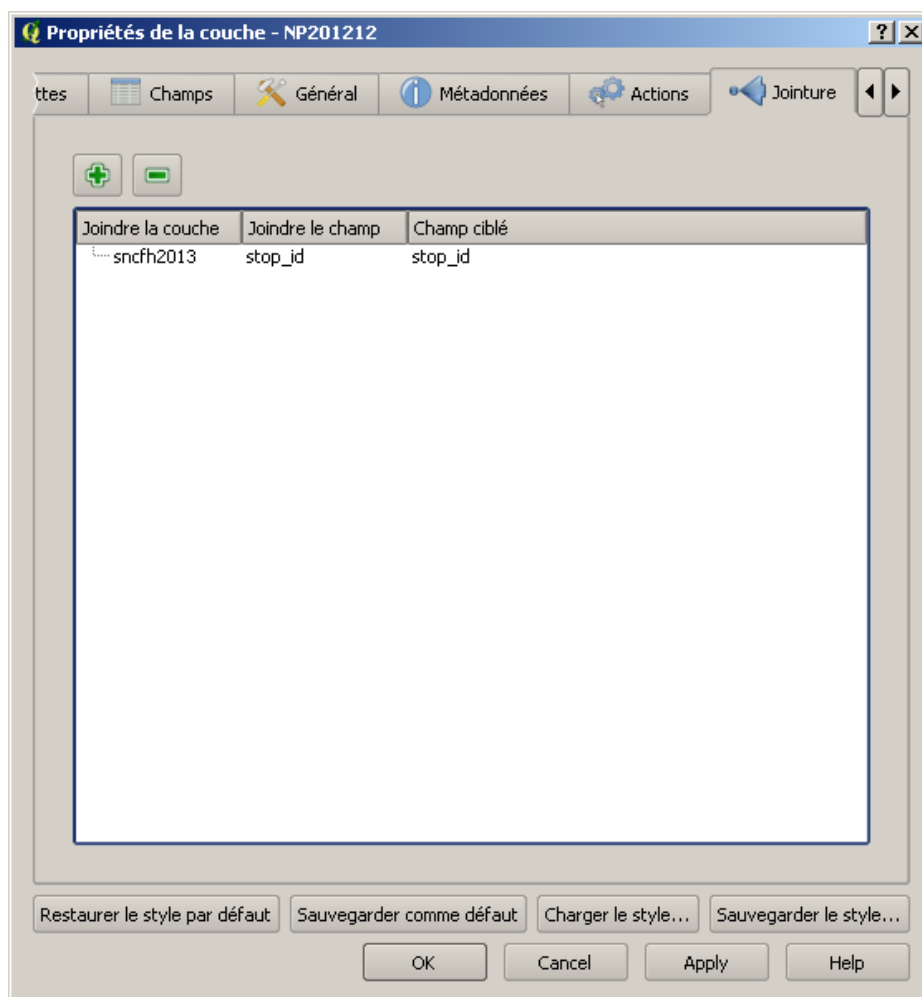 Propriétés de la couche - NP201212
ttes Champs Général Métadonnées Actions Jointure
Joindre la couche Joindre le champ Champ ciblé
sncfh2013 stop_id stop_id
Restaurer le style par défaut Sauvegarder comme défaut Charger le style... Sauvegarder le style...
OK Cancel Apply Help